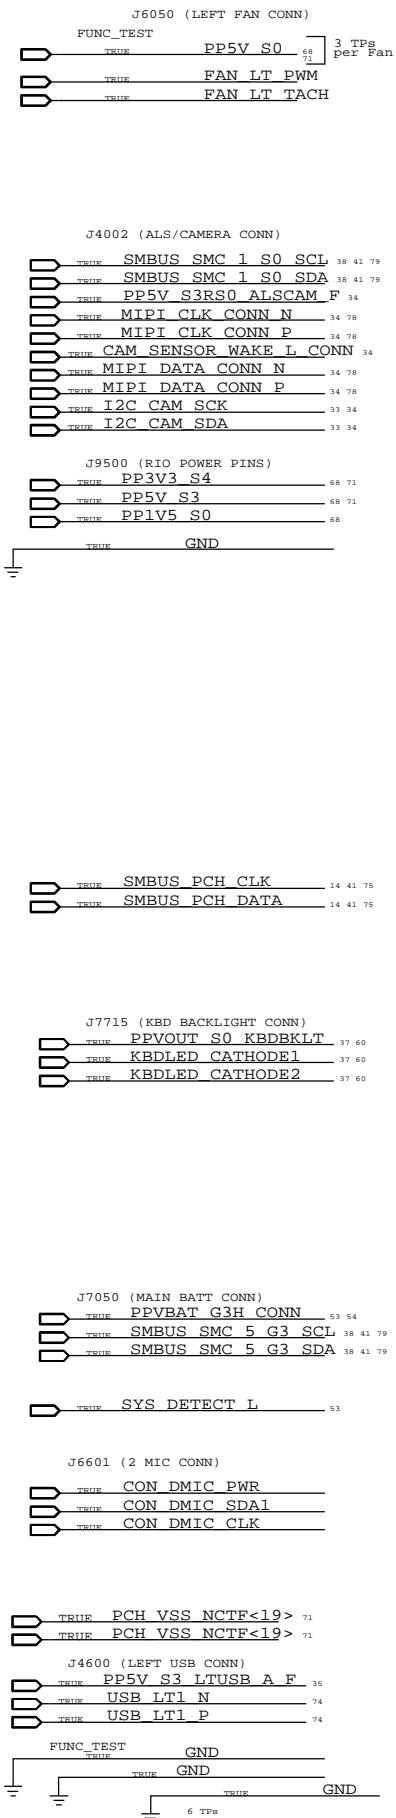 J6050 (LEFT FAN CONN)
FUNC_TEST
TRUE PP5V_S0 68 71
3 TPs per Fan
TRUE FAN_LT_PWM
TRUE FAN_LT_TACH
J4002 (ALS/CAMERA CONN)
TRUE SMBUS_SMC_1_S0_SCL 38 41 79
TRUE SMBUS_SMC_1_S0_SDA 38 41 79
TRUE PP5V_S3RS0_ALSCAM_F 34
TRUE MIPI_CLK_CONN_N 34 78
TRUE MIPI_CLK_CONN_P 34 78
TRUE CAM_SENSOR_WAKE_L_CONN 34
TRUE MIPI_DATA_CONN_N 34 78
TRUE MIPI_DATA_CONN_P 34 78
TRUE I2C_CAM_SCK 33 34
TRUE I2C_CAM_SDA 33 34
J9500 (RIO POWER PINS)
TRUE PP3V3_S4 68 71
TRUE PP5V_S3 68 71
TRUE PP1V5_S0 68
TRUE GND
TRUE SMBUS_PCH_CLK 14 41 75
TRUE SMBUS_PCH_DATA 14 41 75
J7715 (KBD BACKLIGHT CONN)
TRUE PPVOUT_S0_KBDBKLT 37 60
TRUE KBDLED_CATHODE1 37 60
TRUE KBDLED_CATHODE2 37 60
J7050 (MAIN BATT CONN)
TRUE PPVBAT_G3H_CONN 53 54
TRUE SMBUS_SMC_5_G3_SCL 38 41 79
TRUE SMBUS_SMC_5_G3_SDA 38 41 79
TRUE SYS_DETECT_L 53
J6601 (2 MIC CONN)
TRUE CON_DMIC_PWR
TRUE CON_DMIC_SDA1
TRUE CON_DMIC_CLK
TRUE PCH_VSS_NCTF<19> 71
TRUE PCH_VSS_NCTF<19> 71
J4600 (LEFT USB CONN)
TRUE PP5V_S3_LTUSB_A_F 35
TRUE USB_LT1_N 74
TRUE USB_LT1_P 74
FUNC_TEST
TRUE GND
TRUE GND
TRUE GND
6 TPs